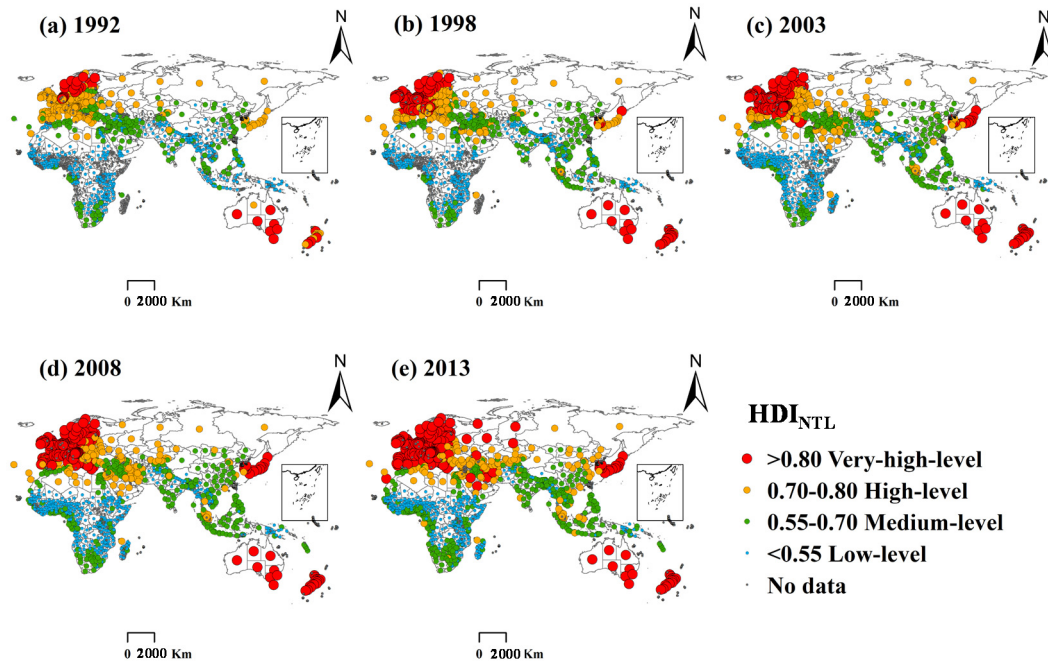 (a) 1992
N
(b) 1998
N
(c) 2003
N
0 2000 Km
0 2000 Km
0 2000 Km
(d) 2008
N
(e) 2013
N
HDINTL
>0.80 Very-high-level
0.70-0.80 High-level
0.55-0.70 Medium-level
<0.55 Low-level
No data
0 2000 Km
0 2000 Km